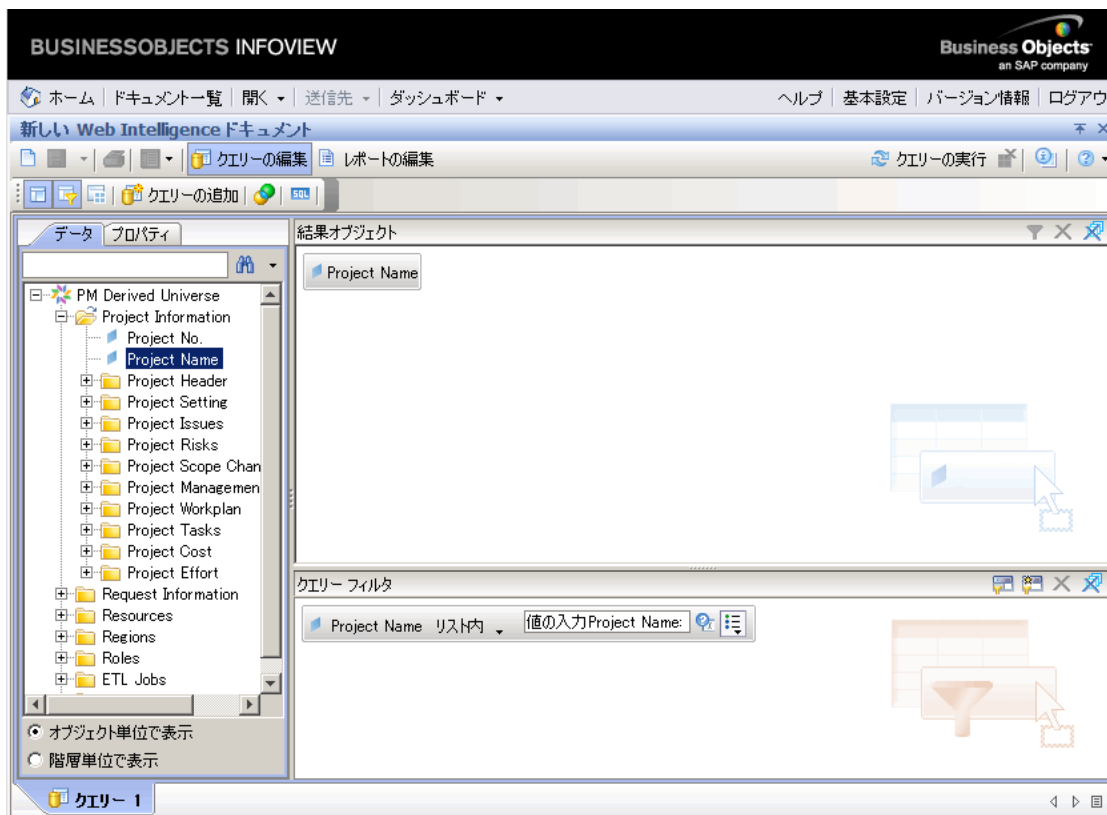 BUSINESSOBJECTS INFOVIEW
Business Objects
an SAP company
ホーム ドキュメント一覧 開く 送信先 ダッシュボード ヘルプ 基本設定 バージョン情報 ログアウ
新しい Web Intelligence ドキュメント
クエリーの編集 レポートの編集 クエリーの実行
クエリーの追加 SQL
データ プロパティ
結果オブジェクト
Project Name
PM Derived Universe
Project Information
Project No.
Project Name
Project Header
Project Setting
Project Issues
Project Risks
Project Scope Chan
Project Managemen
Project Workplan
Project Tasks
Project Cost
Project Effort
Request Information
Resources
Regions
Roles
ETL Jobs
オブジェクト単位で表示
階層単位で表示
クエリー フィルタ
Project Name リスト内 値の入力Project Name:
クエリー 1